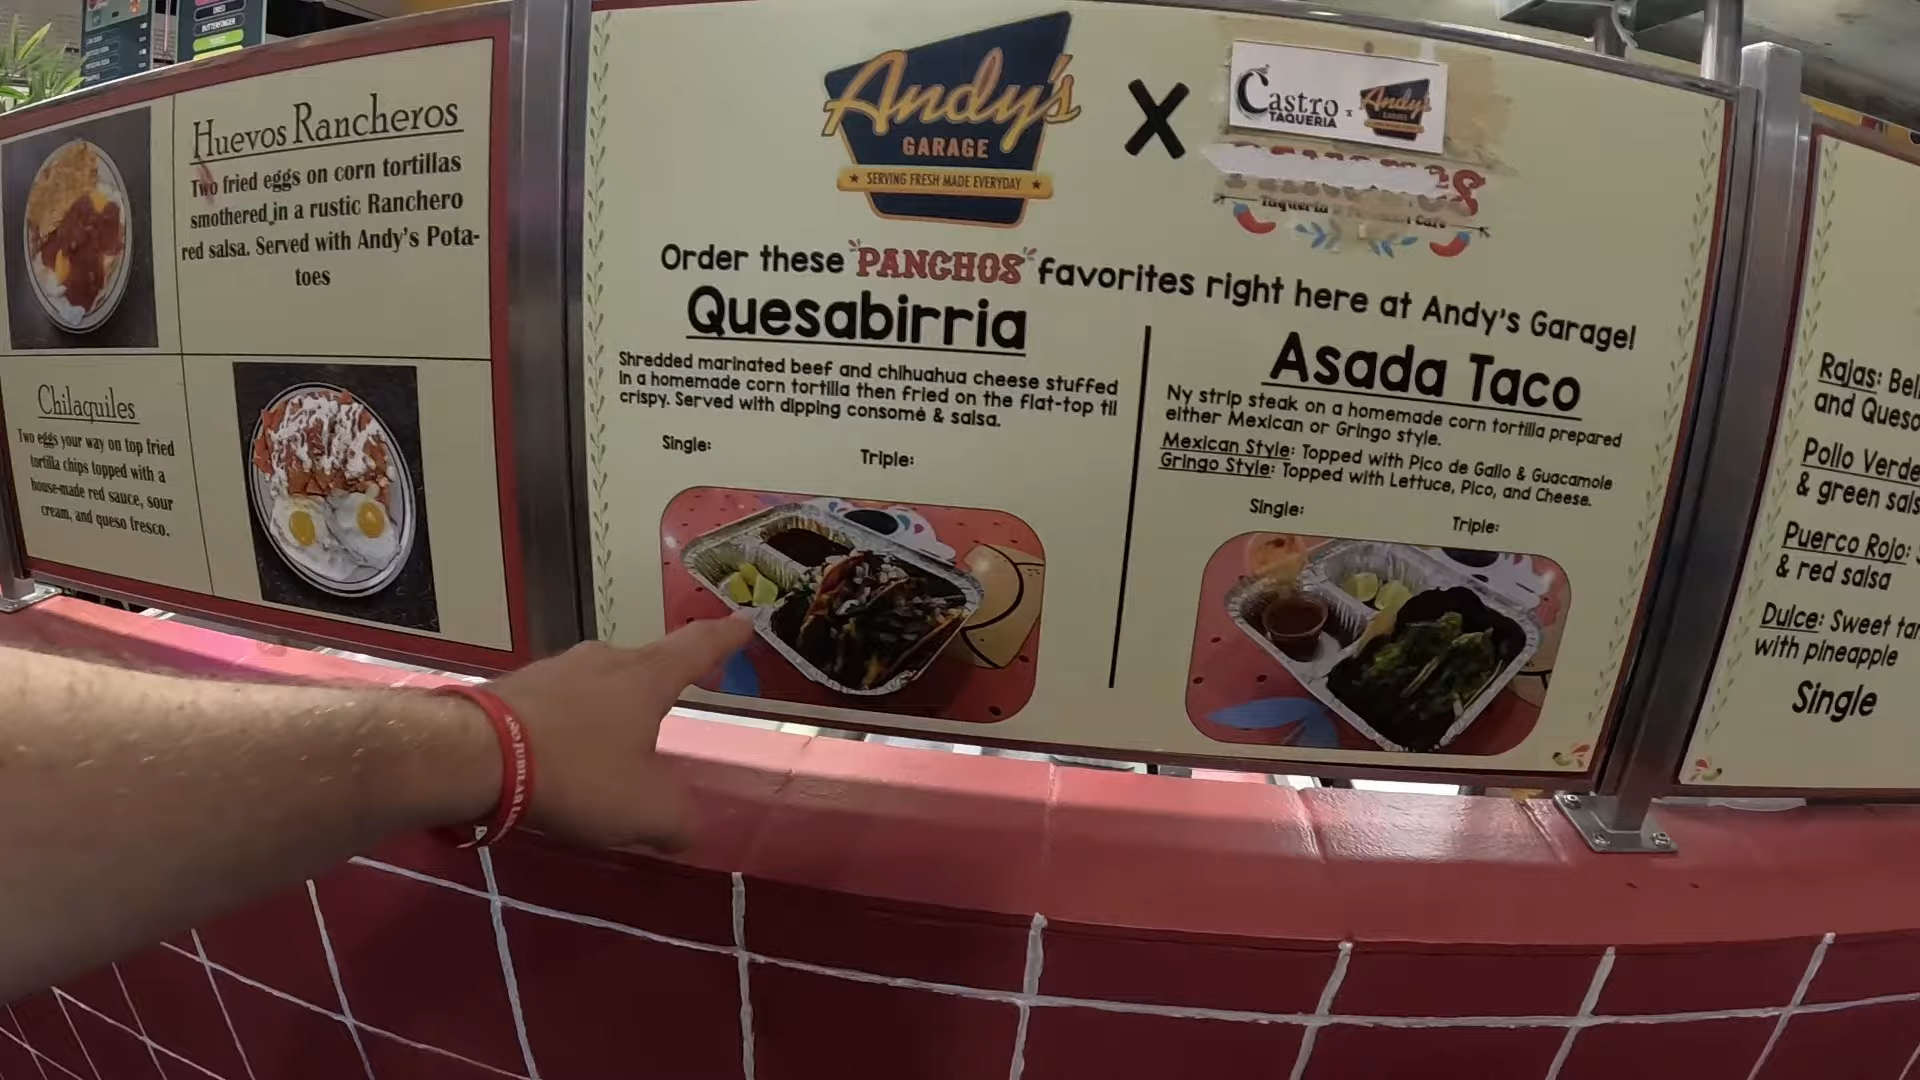 Huevos Rancheros
Two fried eggs on corn tortillas
smothered in a rustic Ranchero
red salsa. Served with Andy's Pota-
toes
Chilaquiles
Two eggs your way on top fried
tortilla chips topped with a
house-made red sauce, sour
cream, and queso fresco.
Andy's
GARAGE
SERVING FRESH MADE EVERYDAY
X
Castro
TAQUERIA
x
Andy's
GARAGE
Taqueria
Order these "PANCHOS" favorites right here at Andy's Garage!
Quesabirria
Shredded marinated beef and chihuahua cheese stuffed
in a homemade corn tortilla then fried on the flat-top til
crispy. Served with dipping consomé & salsa.
Single:
Triple:
Asada Taco
Ny strip steak on a homemade corn tortilla prepared
either Mexican or Gringo style.
Mexican Style: Topped with Pico de Gallo & Guacamole
Gringo Style: Topped with Lettuce, Pico, and Cheese.
Single:
Triple:
Rajas:
and
Pollo Verde
& green
Puerco Rojo:
& red salsa
Dulce: Sweet
with pineapple
Single